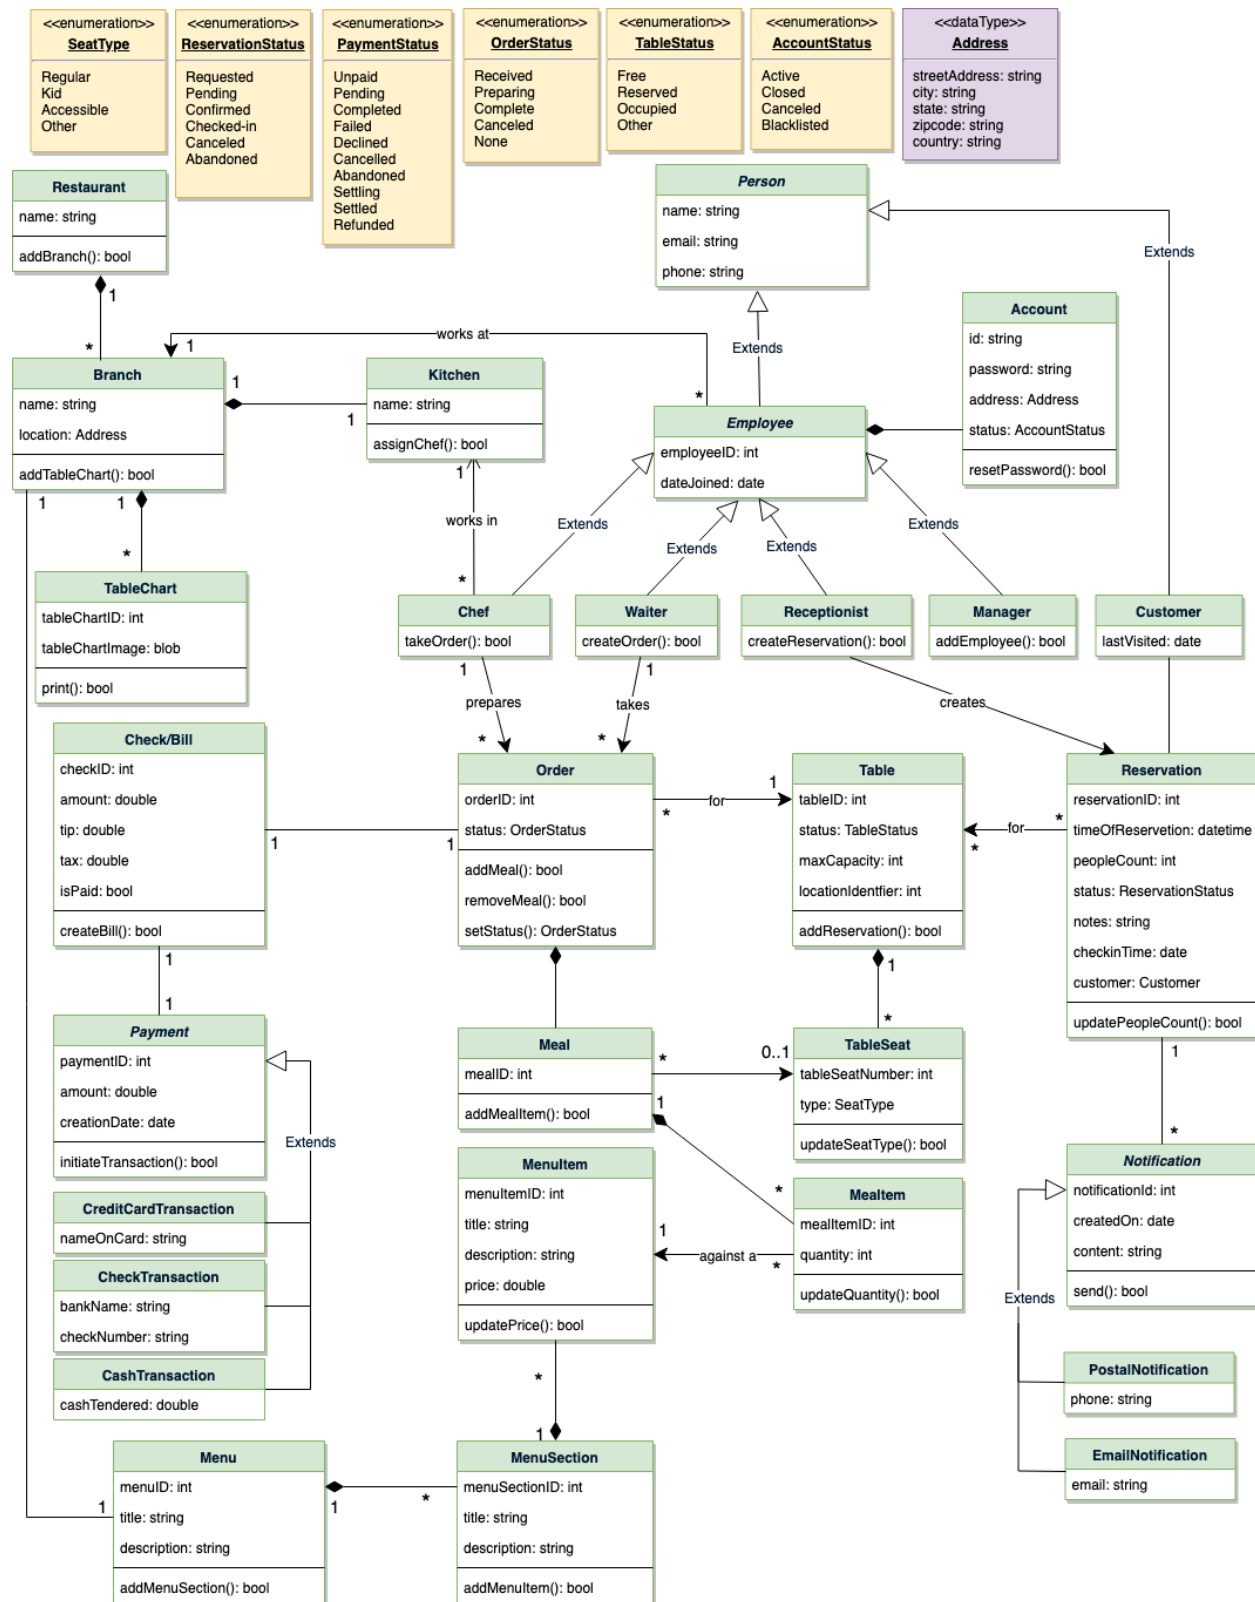 <<enumeration>>
SeatType
Regular
Kid
Accessible
Other
<<enumeration>>
ReservationStatus
Requested
Pending
Confirmed
Checked-in
Canceled
Abandoned
<<enumeration>>
PaymentStatus
Unpaid
Pending
Completed
Failed
Declined
Cancelled
Abandoned
Settling
Settled
Refunded
<<enumeration>>
OrderStatus
Received
Preparing
Complete
Canceled
None
<<enumeration>>
TableStatus
Free
Reserved
Occupied
Other
<<enumeration>>
AccountStatus
Active
Closed
Canceled
Blacklisted
<<dataType>>
Address
streetAddress: string
city: string
state: string
zipcode: string
country: string
Restaurant
name: string
addBranch(): bool
1
*
Person
name: string
email: string
phone: string
Extends
Extends
works at
1
*
Account
id: string
password: string
address: Address
status: AccountStatus
resetPassword(): bool
Branch
name: string
location: Address
addTableChart(): bool
1
1
Kitchen
name: string
assignChef(): bool
Employee
employeeID: int
dateJoined: date
1
1
*
1
works in
*
Extends
Extends
Extends
Extends
TableChart
tableChartID: int
tableChartImage: blob
print(): bool
Chef
takeOrder(): bool
Waiter
createOrder(): bool
Receptionist
createReservation(): bool
Manager
addEmployee(): bool
Customer
lastVisited: date
1
prepares
*
1
takes
*
creates
Check/Bill
checkID: int
amount: double
tip: double
tax: double
isPaid: bool
createBill(): bool
1
1
Order
orderID: int
status: OrderStatus
addMeal(): bool
removeMeal(): bool
setStatus(): OrderStatus
*
for
1
Table
tableID: int
status: TableStatus
maxCapacity: int
locationIdentfier: int
addReservation(): bool
*
for
*
Reservation
reservationID: int
timeOfReservetion: datetime
peopleCount: int
status: ReservationStatus
notes: string
checkinTime: date
customer: Customer
updatePeopleCount(): bool
1
1
1
*
1
*
Payment
paymentID: int
amount: double
creationDate: date
initiateTransaction(): bool
Extends
Meal
mealID: int
addMealItem(): bool
*
0..1
1
*
TableSeat
tableSeatNumber: int
type: SeatType
updateSeatType(): bool
MenuItem
menuItemID: int
title: string
description: string
price: double
updatePrice(): bool
1
against a
*
MeaItem
mealItemID: int
quantity: int
updateQuantity(): bool
Notification
notificationId: int
createdOn: date
content: string
send(): bool
Extends
CreditCardTransaction
nameOnCard: string
CheckTransaction
bankName: string
checkNumber: string
CashTransaction
cashTendered: double
PostalNotification
phone: string
EmailNotification
email: string
*
1
1
Menu
menuID: int
title: string
description: string
addMenuSection(): bool
1
*
MenuSection
menuSectionID: int
title: string
description: string
addMenuItem(): bool